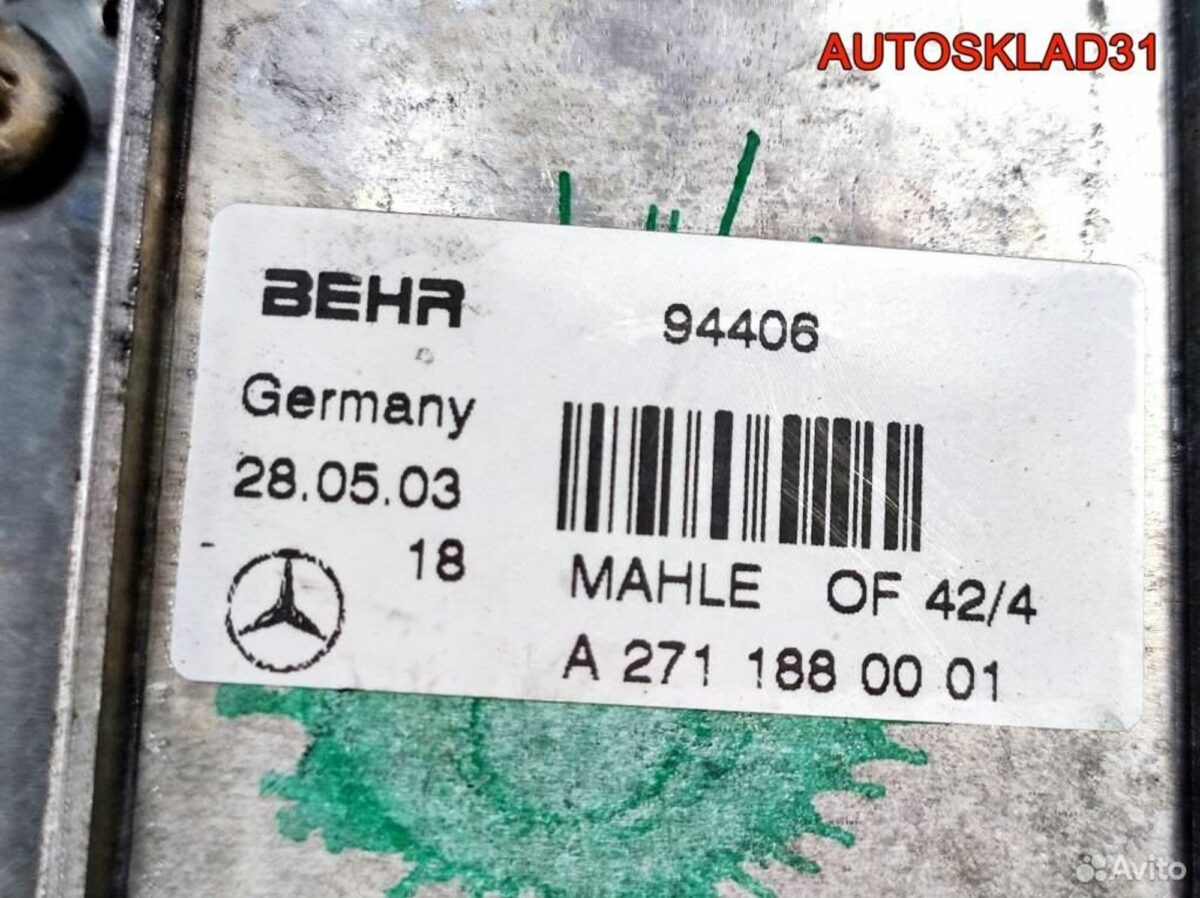 AUTOSKLAD31
BEHR 94406
Germany
28.05.03
18
MAHLE OF 42/4
A 271 188 00 01
Avito